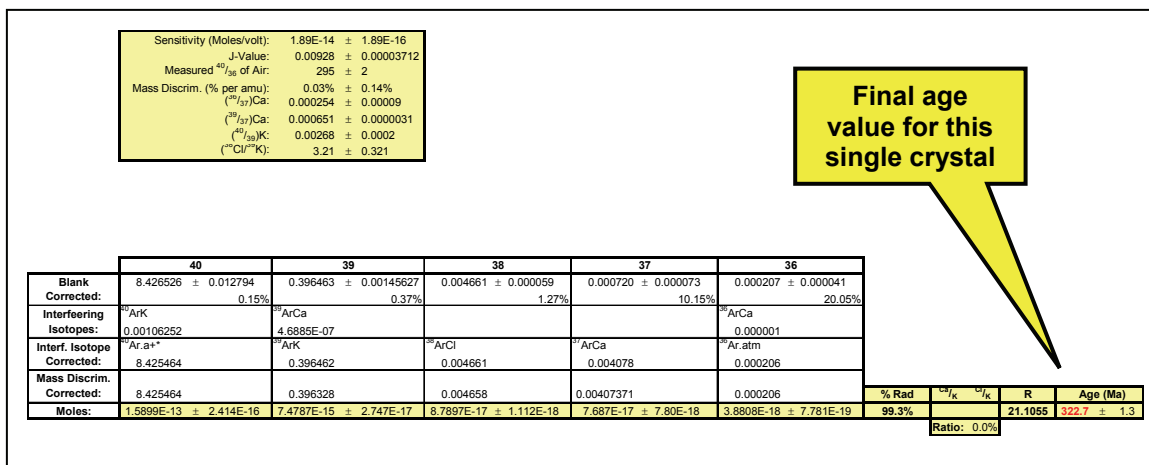 Sensitivity (Moles/volt): 1.89E-14 ± 1.89E-16
J-Value: 0.00928 ± 0.00003712
Measured 40/36 of Air: 295 ± 2
Mass Discrim. (% per amu): 0.03% ± 0.14%
(36/37)Ca: 0.000254 ± 0.00009
(39/37)Ca: 0.000651 ± 0.0000031
(40/39)K: 0.00268 ± 0.0002
(38Cl/39K): 3.21 ± 0.321
Final age
value for this
single crystal
40 39 38 37 36
Blank 8.426526 ± 0.012794 0.396463 ± 0.00145627 0.004661 ± 0.000059 0.000720 ± 0.000073 0.000207 ± 0.000041
Corrected: 0.15% 0.37% 1.27% 10.15% 20.05%
Interfeering 40ArK 39ArCa 36ArCa
Isotopes: 0.00106252 4.6885E-07 0.000001
Interf. Isotope 40Ar.a+* 39ArK 38ArCl 37ArCa 36Ar.atm
Corrected: 8.425464 0.396462 0.004661 0.004078 0.000206
Mass Discrim.
Corrected: 8.425464 0.396328 0.004658 0.00407371 0.000206
% Rad Ca/K Cl/K R Age (Ma)
Moles: 1.5899E-13 ± 2.414E-16 7.4787E-15 ± 2.747E-17 8.7897E-17 ± 1.112E-18 7.687E-17 ± 7.80E-18 3.8808E-18 ± 7.781E-19 99.3% 21.1055 322.7 ± 1.3
Ratio: 0.0%